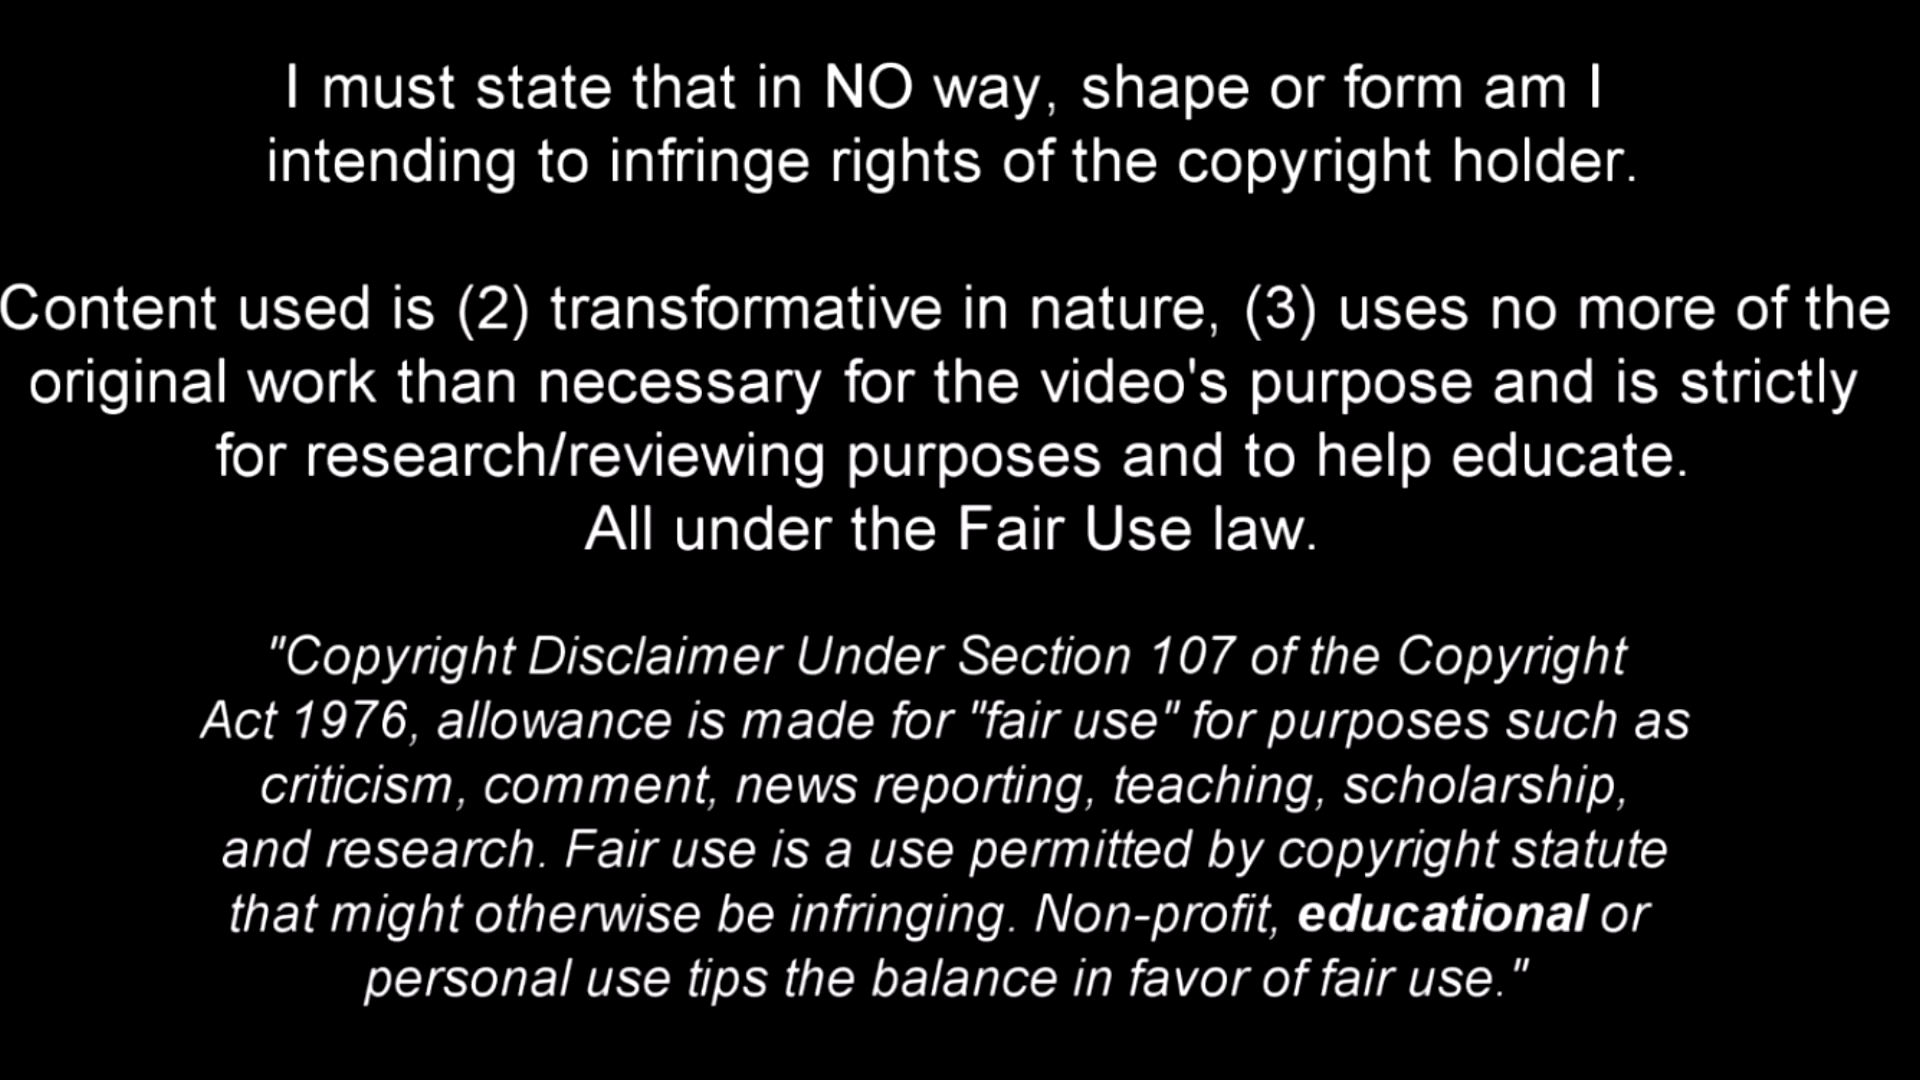 I must state that in NO way, shape or form am I
intending to infringe rights of the copyright holder.
Content used is (2) transformative in nature, (3) uses no more of the
original work than necessary for the video's purpose and is strictly
for research/reviewing purposes and to help educate.
All under the Fair Use law.
"Copyright Disclaimer Under Section 107 of the Copyright
Act 1976, allowance is made for "fair use" for purposes such as
criticism, comment, news reporting, teaching, scholarship,
and research. Fair use is a use permitted by copyright statute
that might otherwise be infringing. Non-profit, educational or
personal use tips the balance in favor of fair use."